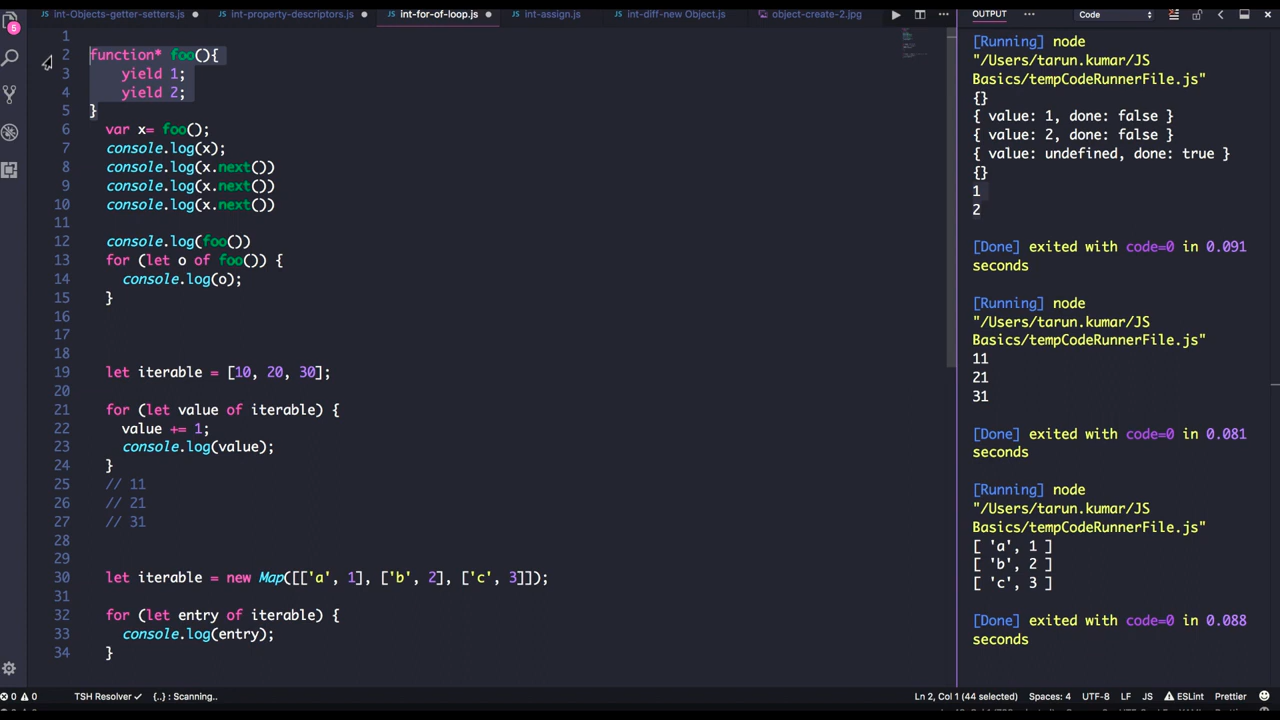 int-Objects-getter-setters.js
int-property-descriptors.js
int-for-of-loop.js
int-assign.js
int-diff-new Object.js
object-create-2.jpg
5
1
2 function* foo(){
3 yield 1;
4 yield 2;
5 }
6 var x= foo();
7 console.log(x);
8 console.log(x.next())
9 console.log(x.next())
10 console.log(x.next())
11
12 console.log(foo())
13 for (let o of foo()) {
14 console.log(o);
15 }
16
17
18
19 let iterable = [10, 20, 30];
20
21 for (let value of iterable) {
22 value += 1;
23 console.log(value);
24 }
25 // 11
26 // 21
27 // 31
28
29
30 let iterable = new Map([['a', 1], ['b', 2], ['c', 3]]);
31
32 for (let entry of iterable) {
33 console.log(entry);
34 }
OUTPUT
Code
[Running] node
"/Users/tarun.kumar/JS
Basics/tempCodeRunnerFile.js"
{}
{ value: 1, done: false }
{ value: 2, done: false }
{ value: undefined, done: true }
{}
1
2
[Done] exited with code=0 in 0.091
seconds
[Running] node
"/Users/tarun.kumar/JS
Basics/tempCodeRunnerFile.js"
11
21
31
[Done] exited with code=0 in 0.081
seconds
[Running] node
"/Users/tarun.kumar/JS
Basics/tempCodeRunnerFile.js"
[ 'a', 1 ]
[ 'b', 2 ]
[ 'c', 3 ]
[Done] exited with code=0 in 0.088
seconds
0 0 TSH Resolver {..} : Scanning.. Ln 2, Col 1 (44 selected) Spaces: 4 UTF-8 LF JS ESLint Prettier